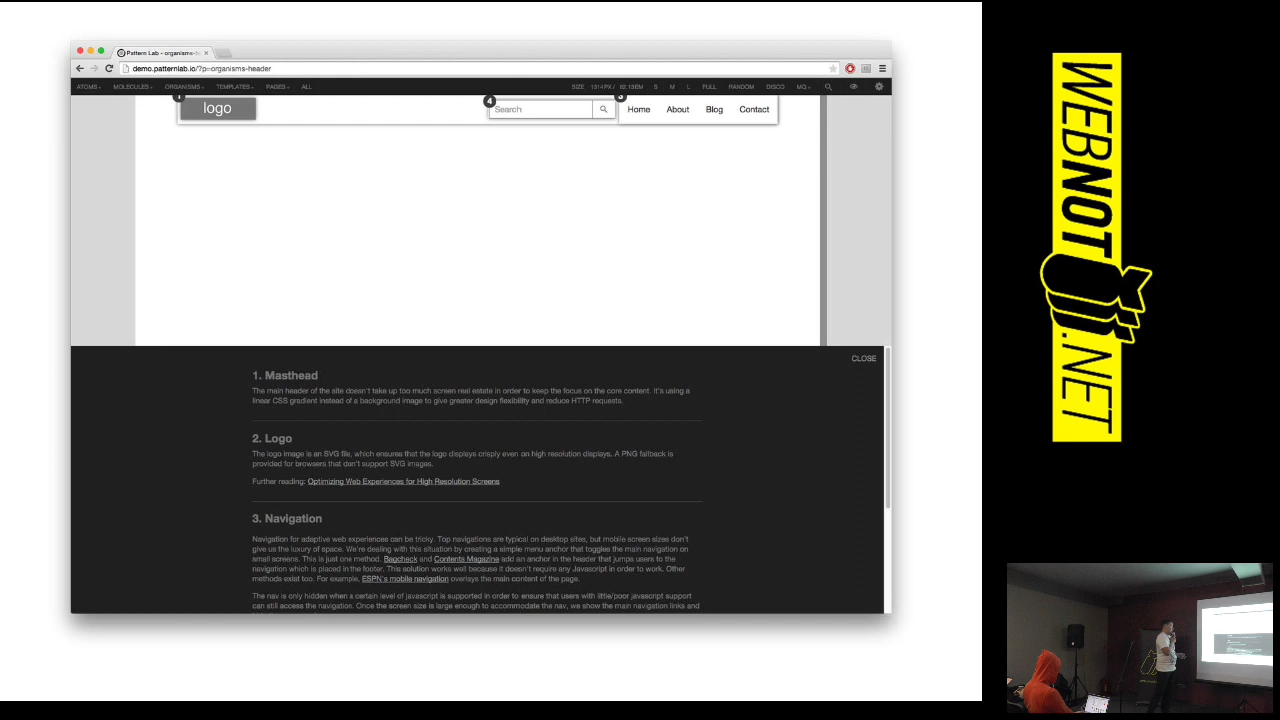 Pattern Lab - organisms-h
demo.patternlab.io/?p=organisms-header
ATOMS MOLECULES ORGANISMS TEMPLATES PAGES ALL SIZE 1314PX / 82.13EM S M L FULL RANDOM DISCO MQ
1 logo 4 Search 3 Home About Blog Contact
CLOSE
1. Masthead
The main header of the site doesn't take up too much screen real estate in order to keep the focus on the core content. It's using a
linear CSS gradient instead of a background image to give greater design flexibility and reduce HTTP requests.
2. Logo
The logo image is an SVG file, which ensures that the logo displays crisply even on high resolution displays. A PNG fallback is
provided for browsers that don't support SVG images.
Further reading: Optimizing Web Experiences for High Resolution Screens
3. Navigation
Navigation for adaptive web experiences can be tricky. Top navigations are typical on desktop sites, but mobile screen sizes don't
give us the luxury of space. We're dealing with this situation by creating a simple menu anchor that toggles the main navigation on
small screens. This is just one method. Bagcheck and Contents Magazine add an anchor in the header that jumps users to the
navigation which is placed in the footer. This solution works well because it doesn't require any Javascript in order to work. Other
methods exist too. For example, ESPN's mobile navigation overlays the main content of the page.
The nav is only hidden when a certain level of javascript is supported in order to ensure that users with little/poor javascript support
can still access the navigation. Once the screen size is large enough to accommodate the nav, we show the main navigation links and
WEBNOT
.NET